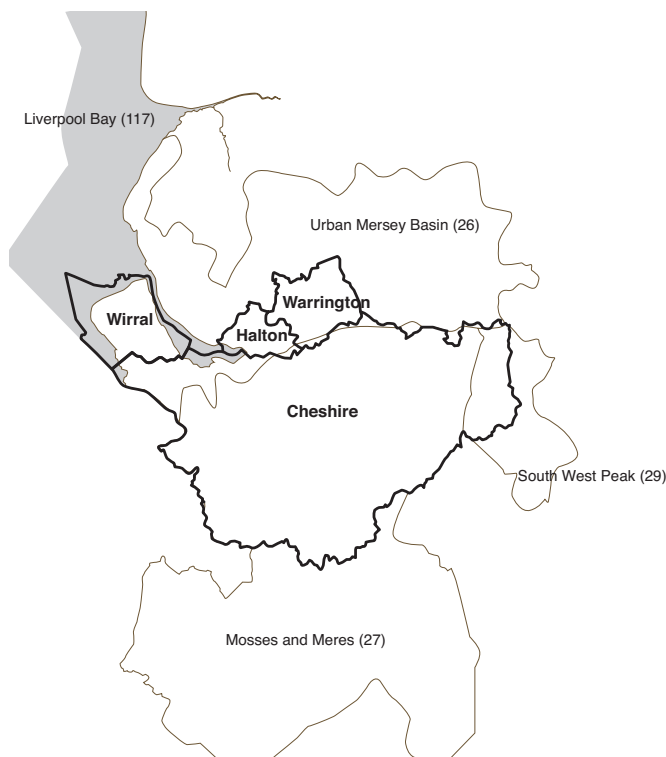 Liverpool Bay (117)
Urban Mersey Basin (26)
Warrington
Wirral
Halton
Cheshire
South West Peak (29)
Mosses and Meres (27)